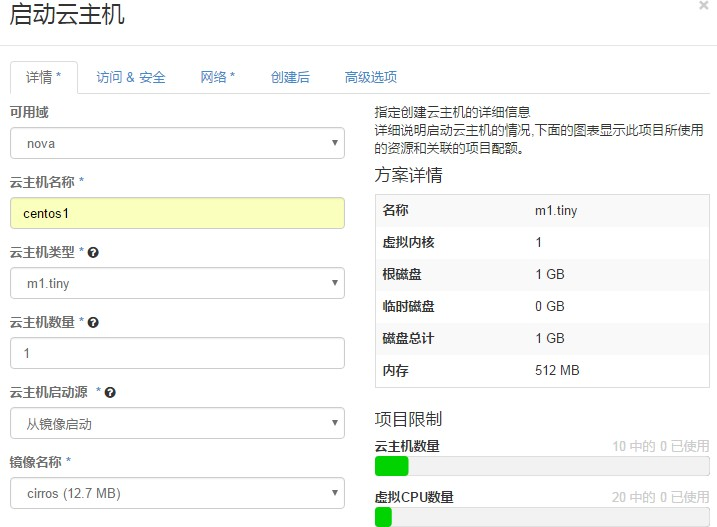 启动云主机
×
详情 *
访问 & 安全
网络 *
创建后
高级选项
可用域
nova
云主机名称 *
centos1
云主机类型 * ?
m1.tiny
云主机数量 * ?
1
云主机启动源 * ?
从镜像启动
镜像名称 *
cirros (12.7 MB)
指定创建云主机的详细信息
详细说明启动云主机的情况,下面的图表显示此项目所使用
的资源和关联的项目配额。
方案详情
名称 m1.tiny
虚拟内核 1
根磁盘 1 GB
临时磁盘 0 GB
磁盘总计 1 GB
内存 512 MB
项目限制
云主机数量 10 中的 0 已使用
虚拟CPU数量 20 中的 0 已使用